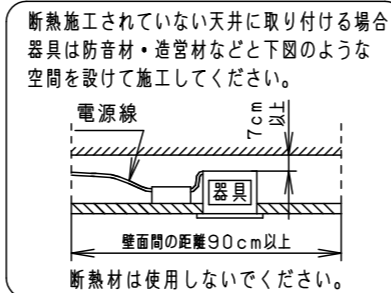 断熱施工されていない天井に取り付ける場合
器具は防音材・造営材などと下図のような
空間を設けて施工してください。
電源線
7cm
以上
器具
壁面間の距離90cm以上
断熱材は使用しないでください。